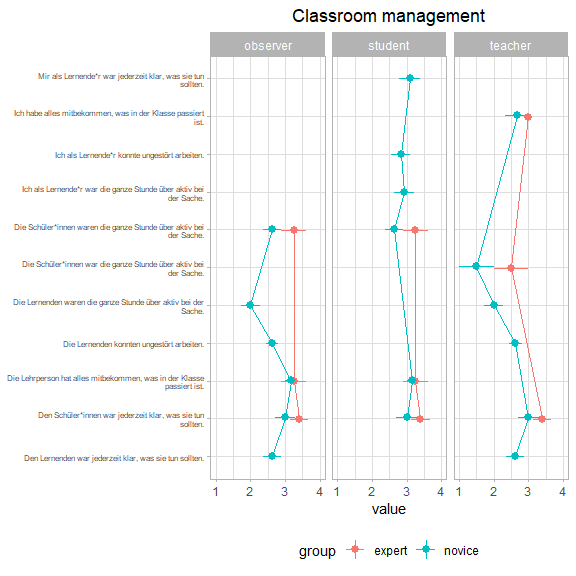 Classroom management
observer student teacher
Mir als Lernende*r war jederzeit klar, was sie tun
sollten.
Ich habe alles mitbekommen, was in der Klasse passiert
ist.
Ich als Lernende*r konnte ungestört arbeiten.
Ich als Lernende*r war die ganze Stunde über aktiv bei
der Sache.
Die Schüler*innen waren die ganze Stunde über aktiv bei
der Sache.
Die Schüler*innen war die ganze Stunde über aktiv bei
der Sache.
Die Lernenden waren die ganze Stunde über aktiv bei der
Sache.
Die Lernenden konnten ungestört arbeiten.
Die Lehrperson hat alles mitbekommen, was in der Klasse
passiert ist.
Den Schüler*innen war jederzeit klar, was sie tun
sollten.
Den Lernenden war jederzeit klar, was sie tun sollten.
1 2 3 4 1 2 3 4 1 2 3 4
value
group expert novice